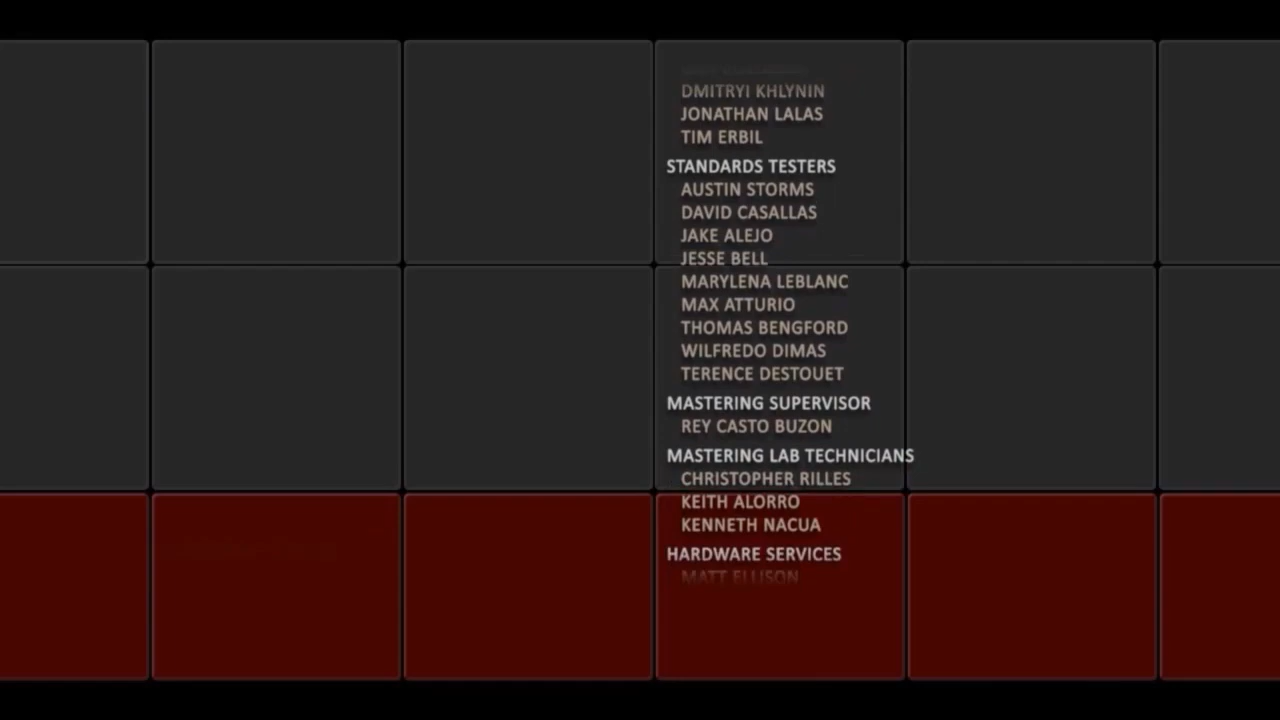 DMITRYI KHLYNIN
JONATHAN LALAS
TIM ERBIL
STANDARDS TESTERS
AUSTIN STORMS
DAVID CASALLAS
JAKE ALEJO
JESSE BELL
MARYLENA LEBLANC
MAX ATTURIO
THOMAS BENGFORD
WILFREDO DIMAS
TERENCE DESTOUET
MASTERING SUPERVISOR
REY CASTO BUZON
MASTERING LAB TECHNICIANS
CHRISTOPHER RILLES
KEITH ALORRO
KENNETH NACUA
HARDWARE SERVICES
MATT ELLISON